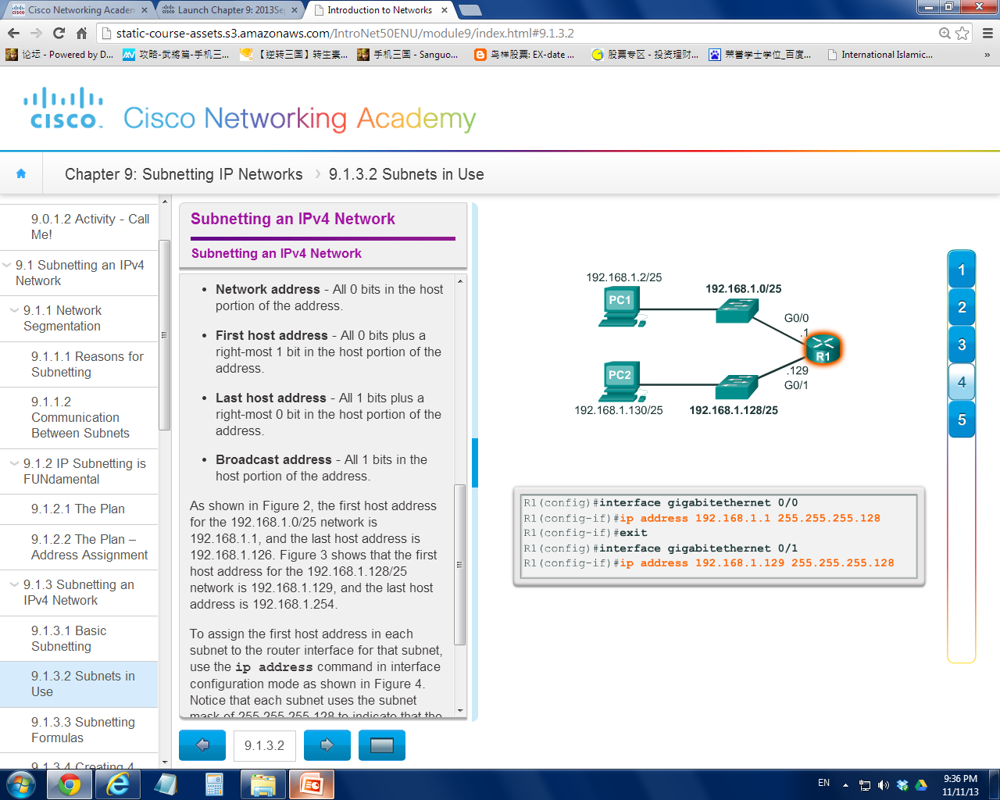 Cisco Networking Academ
Launch Chapter 9: 2013Se
Introduction to Networks
static-course-assets.s3.amazonaws.com/IntroNet50ENU/module9/index.html#9.1.3.2
论坛 - Powered by D...
攻略-武將篇-手机三...
【逆转三国】转生素...
手机三国 - Sanguo...
鸟样股票: EX-date ...
股票专区 - 投资理财...
荣誉学士学位_百度...
International Islamic...
»
cisco.
Cisco Networking Academy
Chapter 9: Subnetting IP Networks
9.1.3.2 Subnets in Use
9.0.1.2 Activity - Call
Me!
9.1 Subnetting an IPv4
Network
9.1.1 Network
Segmentation
9.1.1.1 Reasons for
Subnetting
9.1.1.2
Communication
Between Subnets
9.1.2 IP Subnetting is
FUNdamental
9.1.2.1 The Plan
9.1.2.2 The Plan –
Address Assignment
9.1.3 Subnetting an
IPv4 Network
9.1.3.1 Basic
Subnetting
9.1.3.2 Subnets in
Use
9.1.3.3 Subnetting
Formulas
9.1.3.4 Creating 4
Subnetting an IPv4 Network
Subnetting an IPv4 Network
• Network address - All 0 bits in the host
portion of the address.
• First host address - All 0 bits plus a
right-most 1 bit in the host portion of the
address.
• Last host address - All 1 bits plus a
right-most 0 bit in the host portion of the
address.
• Broadcast address - All 1 bits in the
host portion of the address.
As shown in Figure 2, the first host address
for the 192.168.1.0/25 network is
192.168.1.1, and the last host address is
192.168.1.126. Figure 3 shows that the first
host address for the 192.168.1.128/25
network is 192.168.1.129, and the last host
address is 192.168.1.254.
To assign the first host address in each
subnet to the router interface for that subnet,
use the ip address command in interface
configuration mode as shown in Figure 4.
Notice that each subnet uses the subnet
mask of 255.255.255.128 to indicate that the
9.1.3.2
192.168.1.2/25
PC1
192.168.1.0/25
G0/0
.1
R1
PC2
.129
G0/1
192.168.1.130/25
192.168.1.128/25
R1(config)#interface gigabitethernet 0/0
R1(config-if)#ip address 192.168.1.1 255.255.255.128
R1(config-if)#exit
R1(config)#interface gigabitethernet 0/1
R1(config-if)#ip address 192.168.1.129 255.255.255.128
1
2
3
4
5
EN
9:36 PM
11/11/13